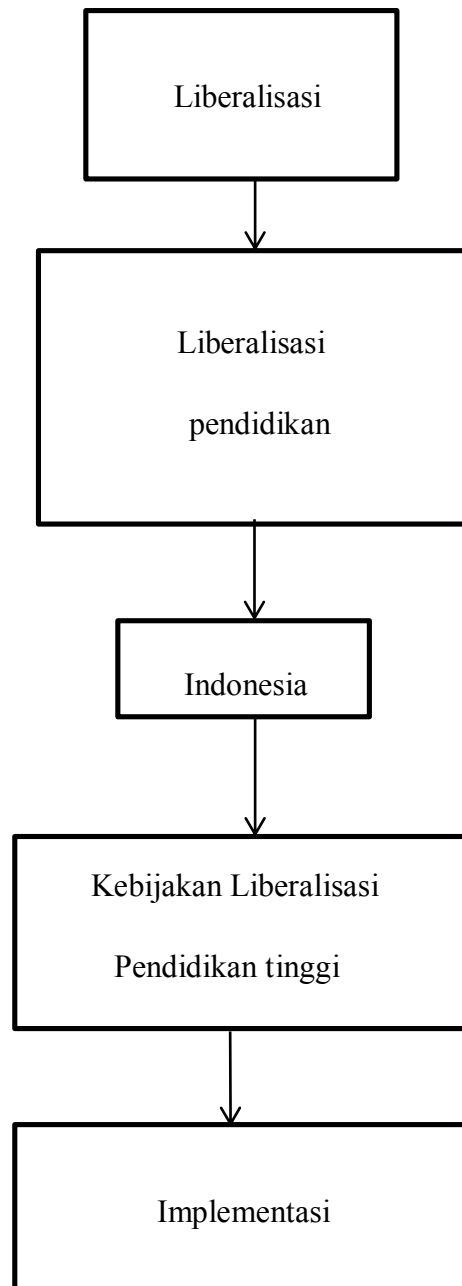 Liberalisasi
Liberalisasi
pendidikan
Indonesia
Kebijakan Liberalisasi
Pendidikan tinggi
Implementasi